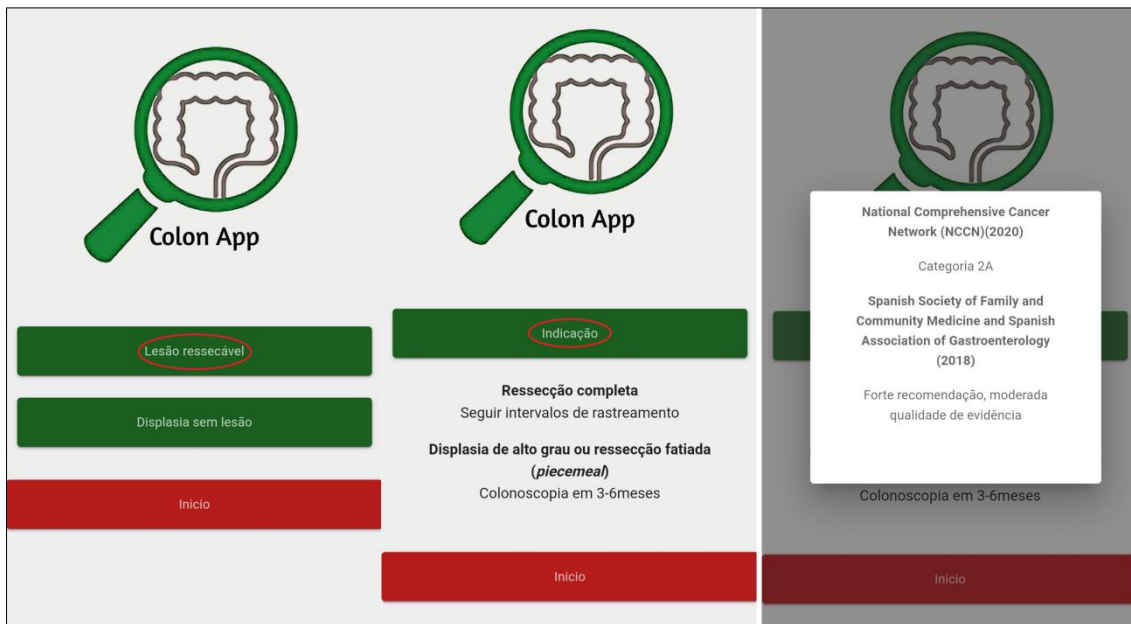 Colon App
Lesão ressecável
Displasia sem lesão
Inicio
Colon App
Indicação
Ressecção completa
Seguir intervalos de rastreamento
Displasia de alto grau ou ressecção fatiada
(piecemeal)
Colonoscopia em 3-6meses
Inicio
National Comprehensive Cancer
Network (NCCN)(2020)
Categoria 2A
Spanish Society of Family and
Community Medicine and Spanish
Association of Gastroenterology
(2018)
Forte recomendação, moderada
qualidade de evidência
Colonoscopia em 3-6meses
Inicio